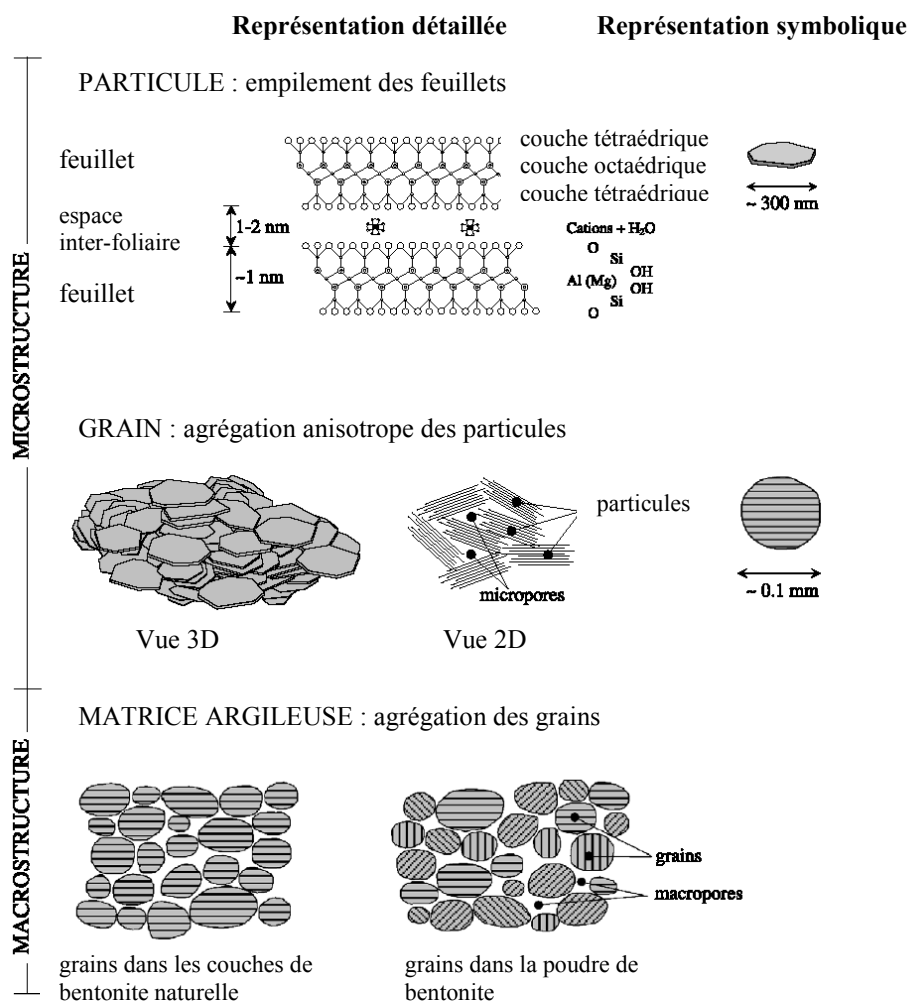 Représentation détaillée
Représentation symbolique
MICROSTRUCTURE
PARTICULE : empilement des feuillets
feuillet
couche tétraédrique
couche octaédrique
couche tétraédrique
~ 300 nm
espace
inter-foliaire
1-2 nm
Cations + H₂O
feuillet
~1 nm
O
Si
OH
Al (Mg)
OH
Si
O
GRAIN : agrégation anisotrope des particules
particules
micropores
~ 0.1 mm
Vue 3D
Vue 2D
MACROSTRUCTURE
MATRICE ARGILEUSE : agrégation des grains
grains
macropores
grains dans les couches de
bentonite naturelle
grains dans la poudre de
bentonite